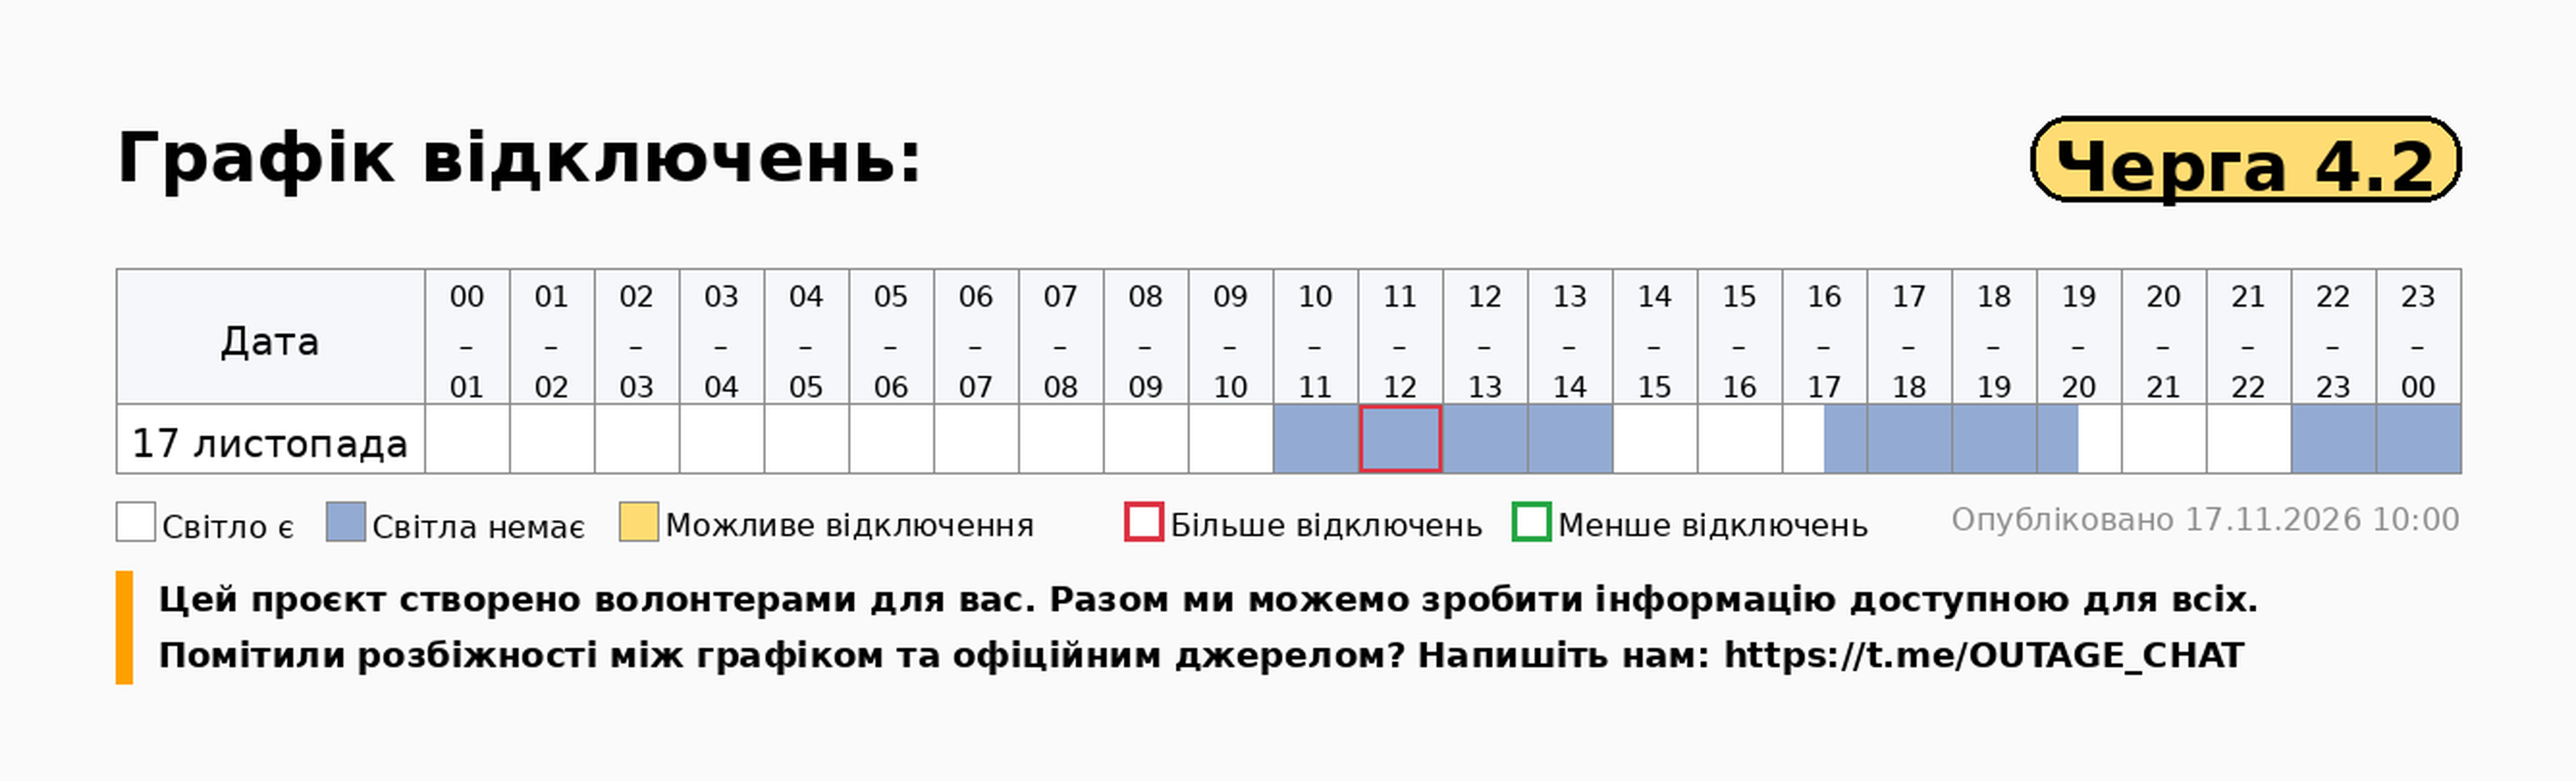 Графік відключень:
Черга 4.2
Дата 00 – 01 01 – 02 02 – 03 03 – 04 04 – 05 05 – 06 06 – 07 07 – 08 08 – 09 09 – 10 10 – 11 11 – 12 12 – 13 13 – 14 14 – 15 15 – 16 16 – 17 17 – 18 18 – 19 19 – 20 20 – 21 21 – 22 22 – 23 23 – 00
17 листопада
Світло є Світла немає Можливе відключення Більше відключень Менше відключень Опубліковано 17.11.2026 10:00
Цей проєкт створено волонтерами для вас. Разом ми можемо зробити інформацію доступною для всіх.
Помітили розбіжності між графіком та офіційним джерелом? Напишіть нам: https://t.me/OUTAGE_CHAT